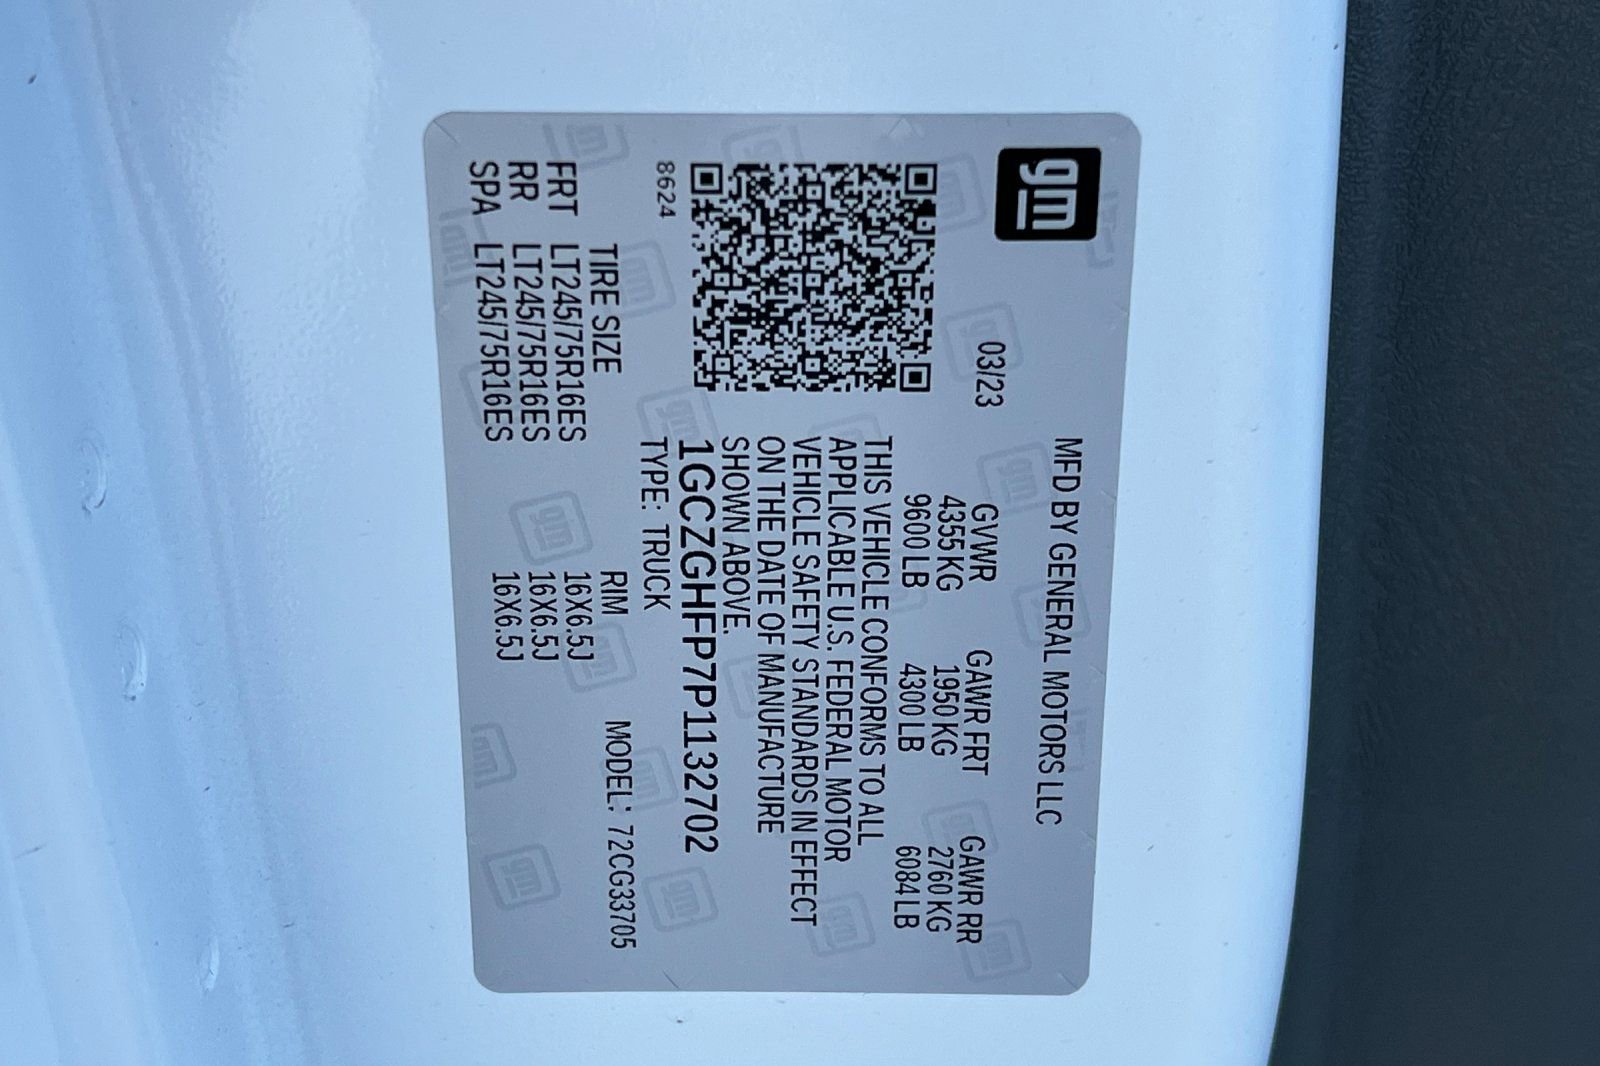 gm
MFD BY GENERAL MOTORS LLC
03/23
GVWR GAWR FRT GAWR RR
4355 KG 1950 KG 2760 KG
9600 LB 4300 LB 6084 LB
THIS VEHICLE CONFORMS TO ALL
APPLICABLE U.S. FEDERAL MOTOR
VEHICLE SAFETY STANDARDS IN EFFECT
ON THE DATE OF MANUFACTURE
SHOWN ABOVE.
1GCZGHFP7P1132702
8624
TYPE: TRUCK
MODEL: 72CG33705
TIRE SIZE RIM
FRT LT245/75R16ES 16X6.5J
RR LT245/75R16ES 16X6.5J
SPA LT245/75R16ES 16X6.5J